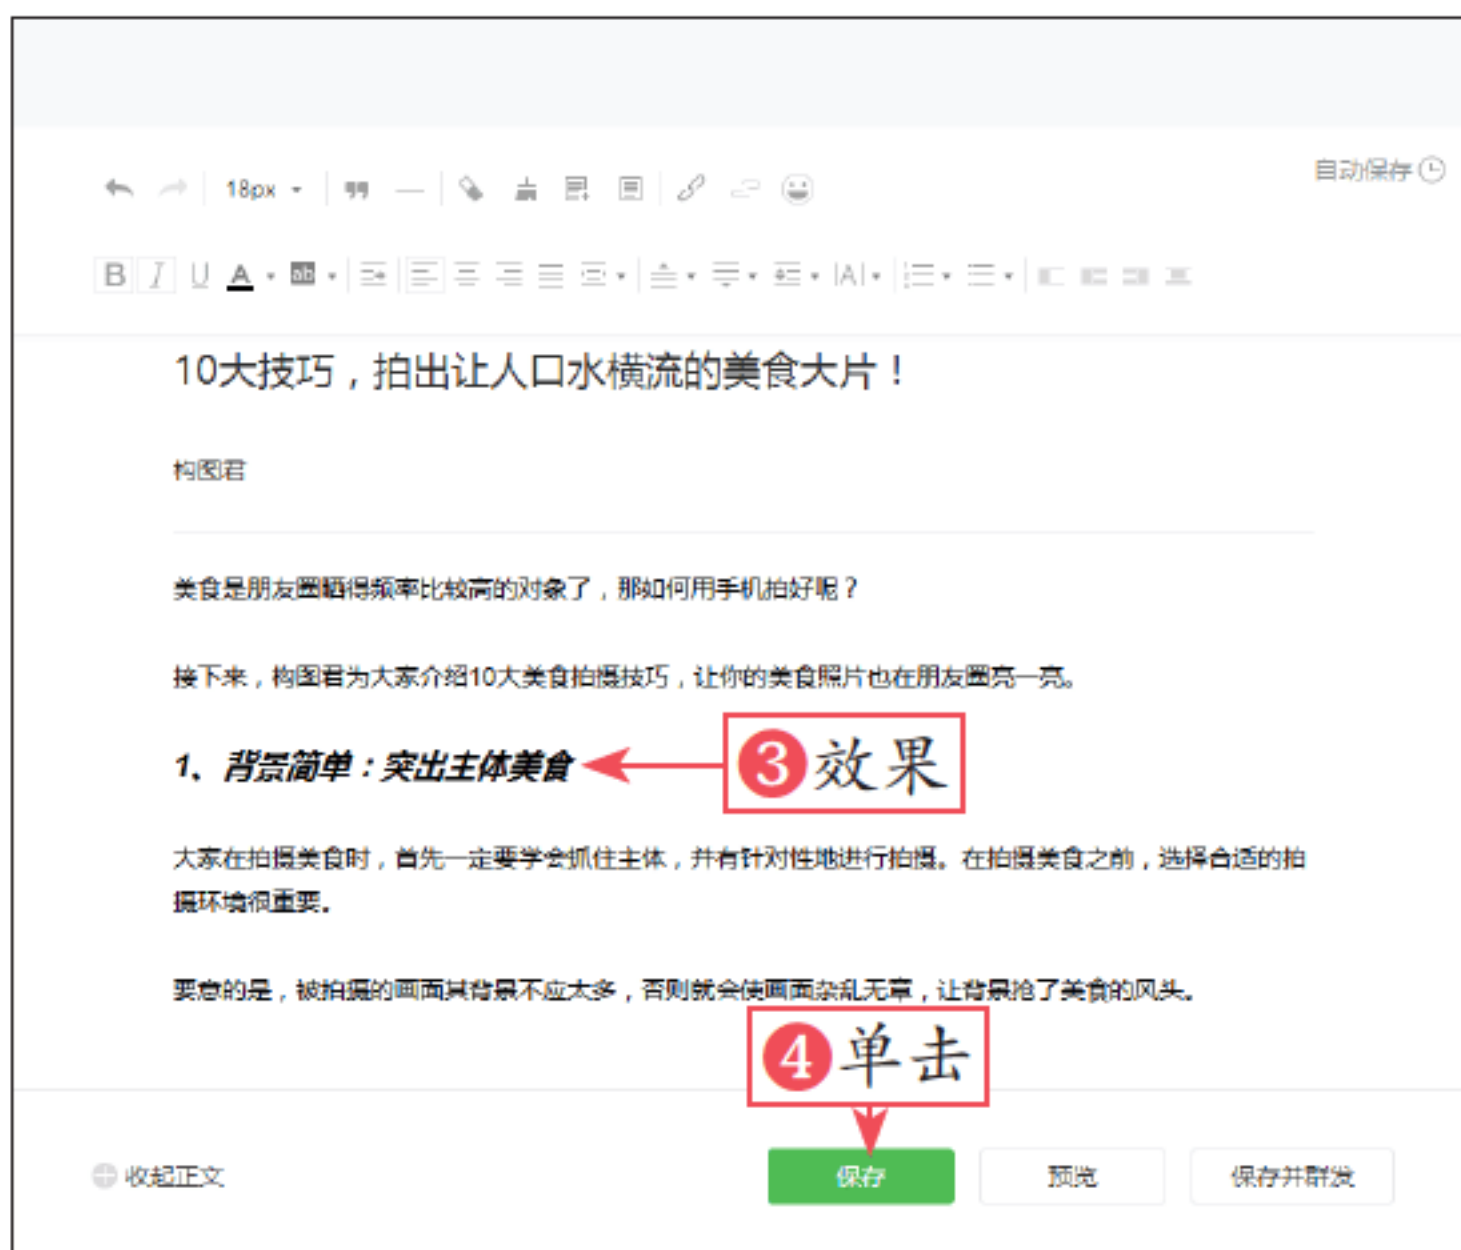 自动保存
18px
B I U A ab |A|
10大技巧，拍出让人口水横流的美食大片！
构图君
美食是朋友圈晒得频率比较高的对象了，那如何用手机拍好呢？
接下来，构图君为大家介绍10大美食拍摄技巧，让你的美食照片也在朋友圈亮一亮。
1、背景简单：突出主体美食
3效果
大家在拍摄美食时，首先一定要学会抓住主体，并有针对性地进行拍摄。在拍摄美食之前，选择合适的拍
摄环境很重要。
要意的是，被拍摄的画面其背景不应太多，否则就会使画面杂乱无章，让背景抢了美食的风头。
4单击
收起正文 保存 预览 保存并群发